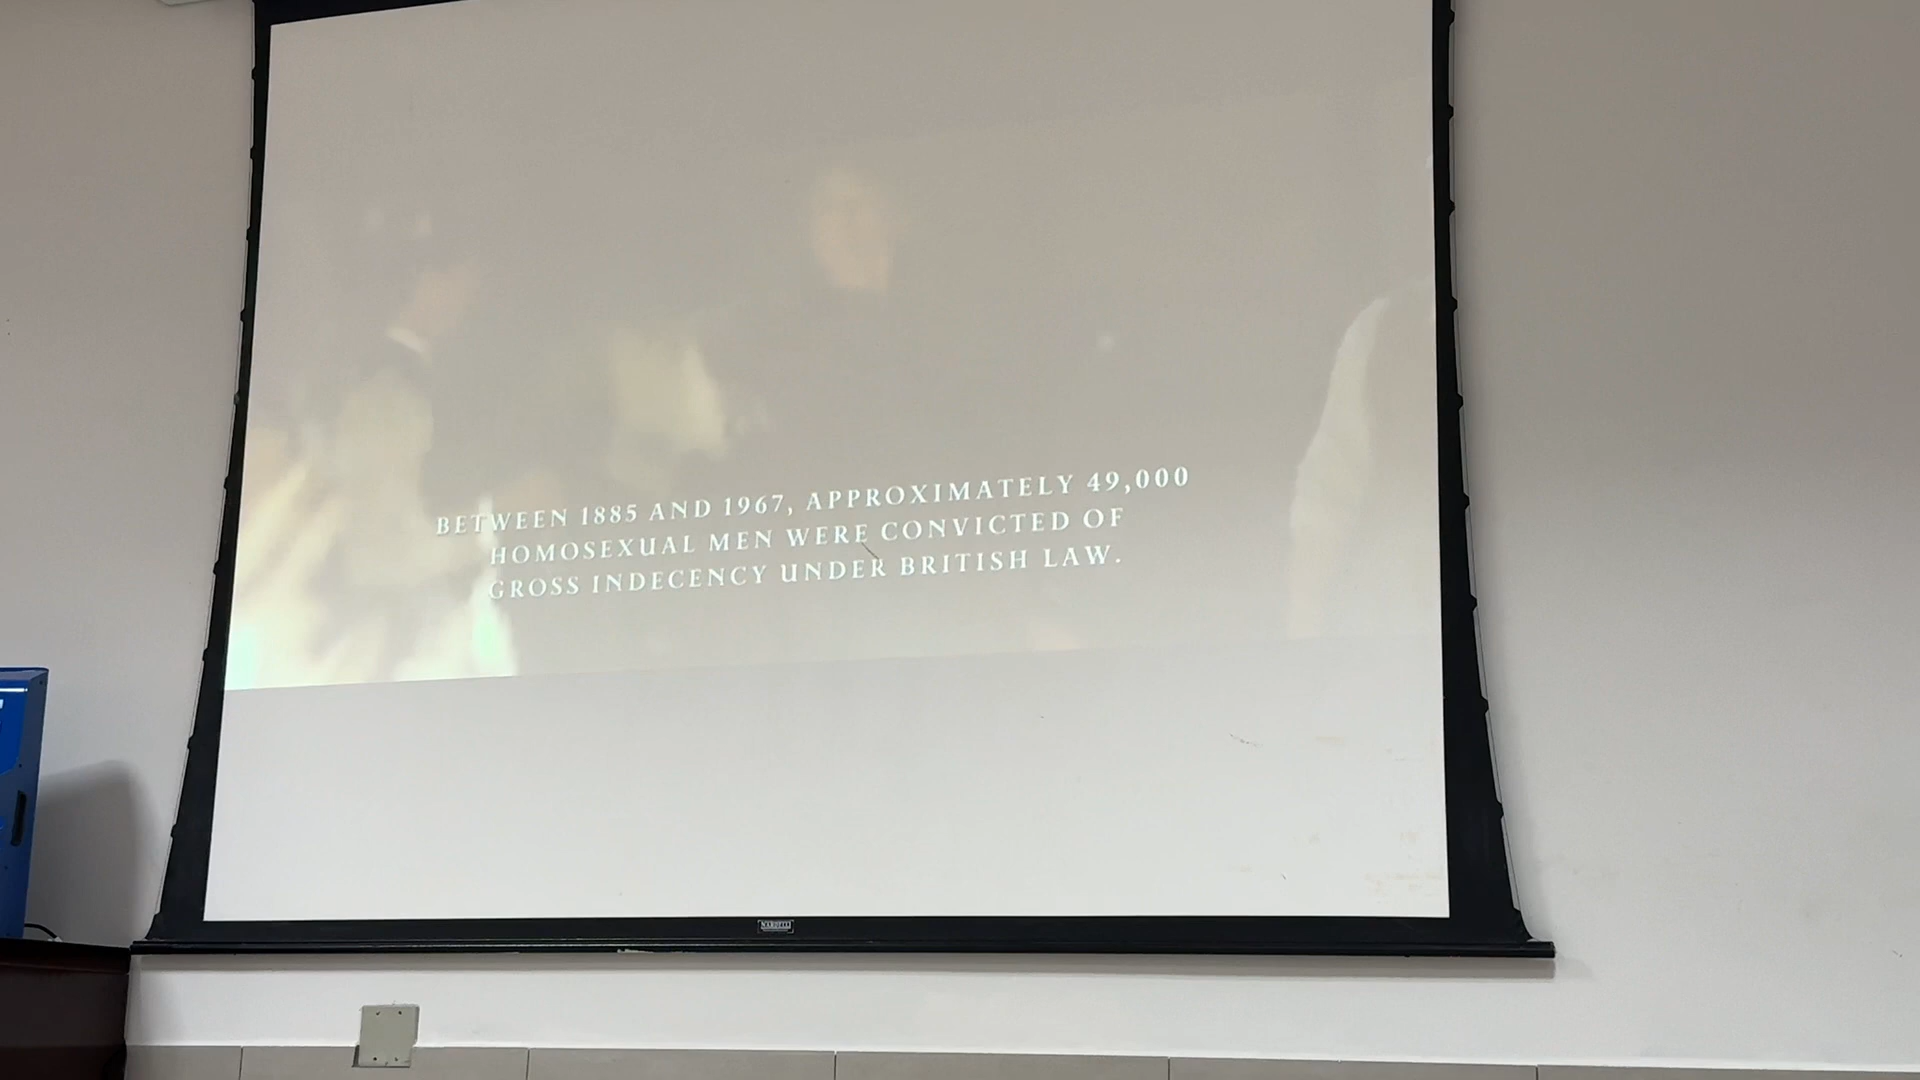 BETWEEN 1885 AND 1967, APPROXIMATELY 49,000
HOMOSEXUAL MEN WERE CONVICTED OF
GROSS INDECENCY UNDER BRITISH LAW.